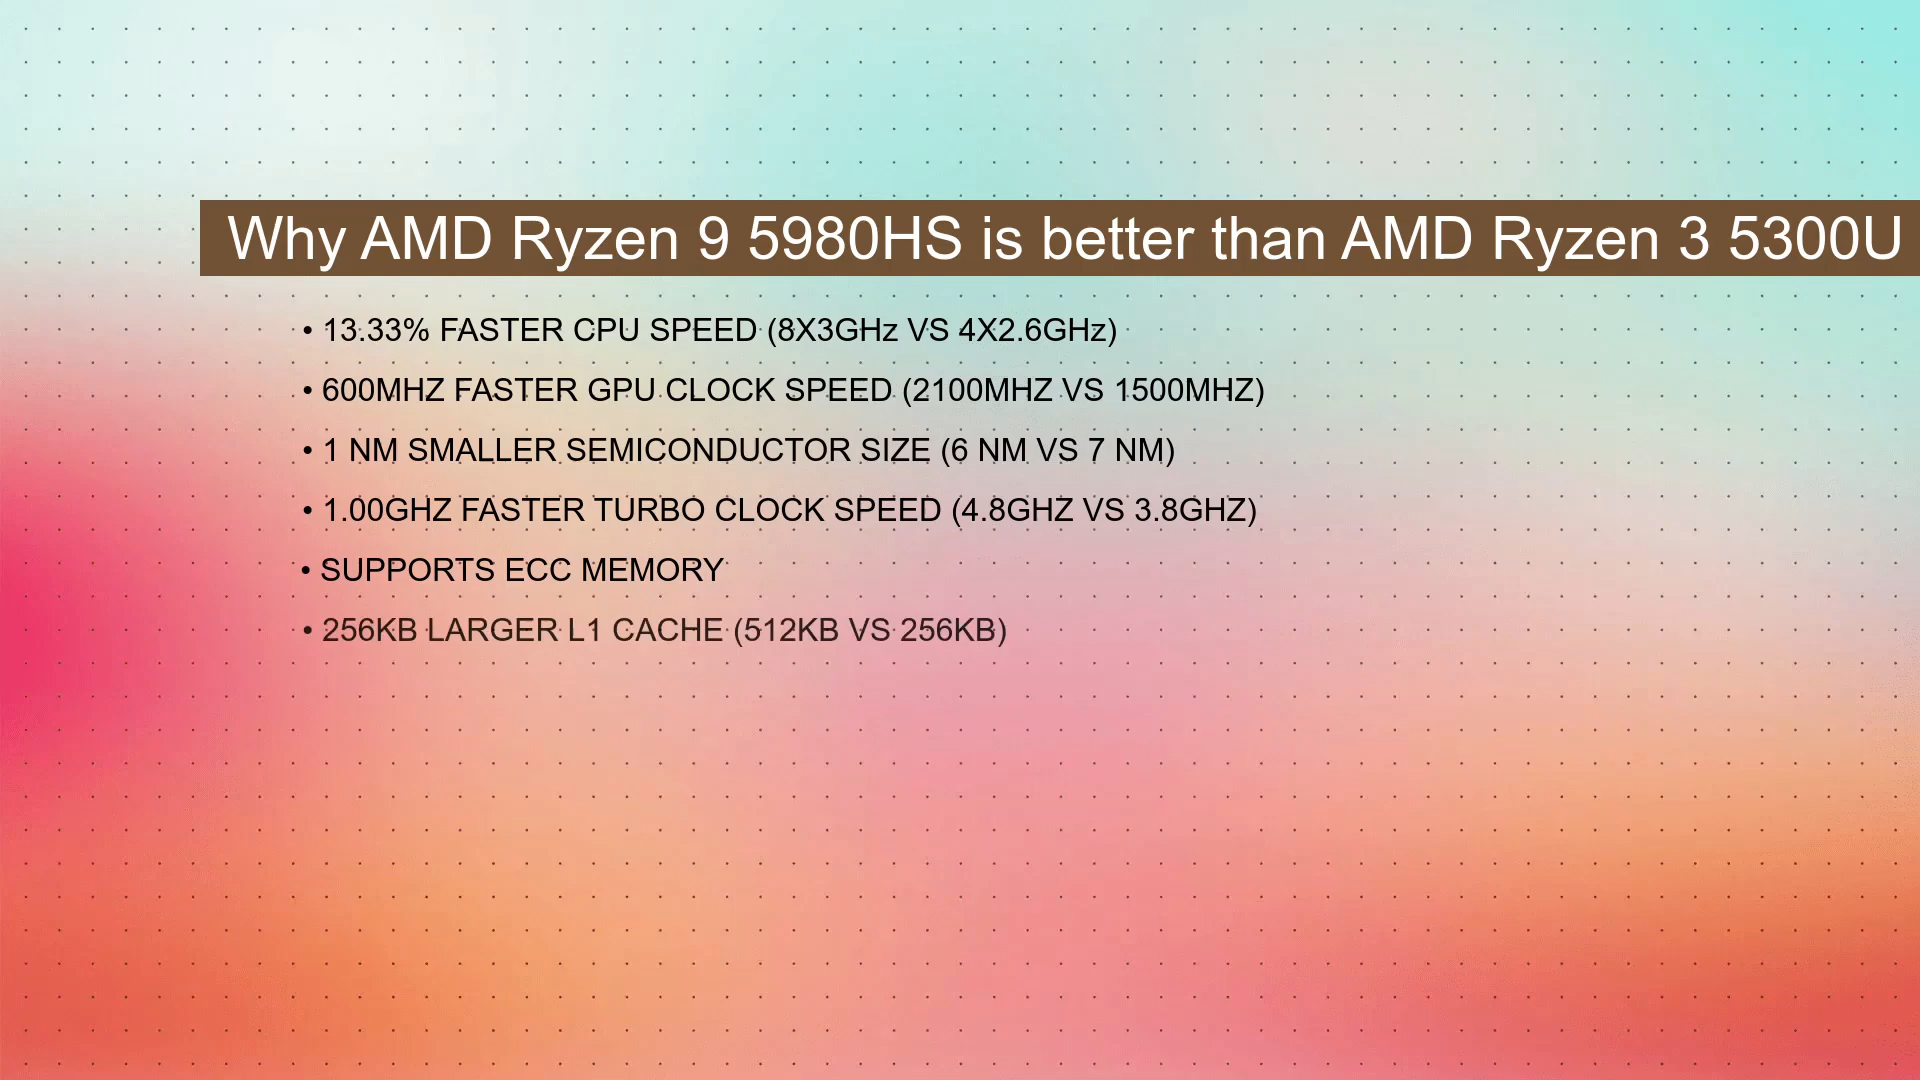 Why AMD Ryzen 9 5980HS is better than AMD Ryzen 3 5300U
• 13.33% FASTER CPU SPEED (8X3GHz VS 4X2.6GHz)
• 600MHZ FASTER GPU CLOCK SPEED (2100MHZ VS 1500MHZ)
• 1 NM SMALLER SEMICONDUCTOR SIZE (6 NM VS 7 NM)
• 1.00GHZ FASTER TURBO CLOCK SPEED (4.8GHZ VS 3.8GHZ)
• SUPPORTS ECC MEMORY
• 256KB LARGER L1 CACHE (512KB VS 256KB)